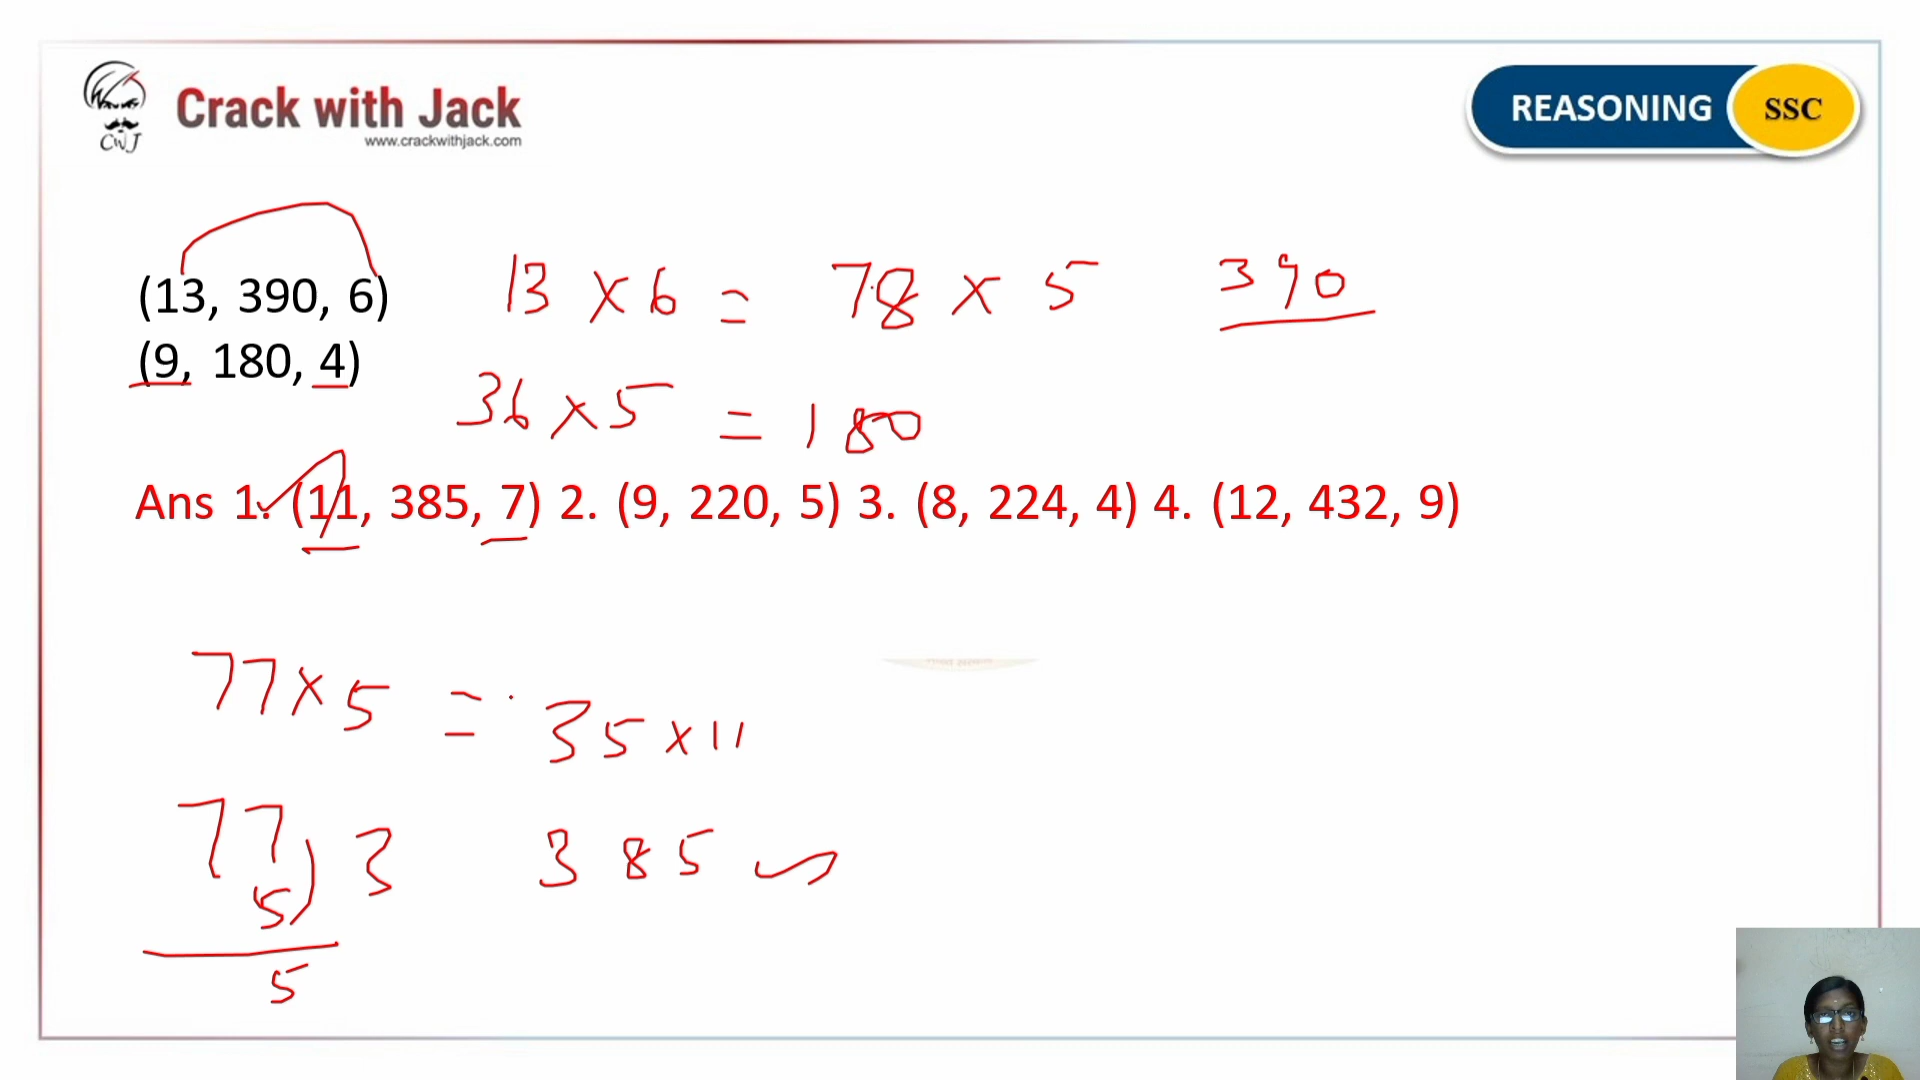 Crack with Jack
www.crackwithjack.com
CWJ
REASONING SSC
(13, 390, 6) 13 × 6 = 78 × 5 390
(9, 180, 4)
36 × 5 = 180
Ans 1. (11, 385, 7) 2. (9, 220, 5) 3. (8, 224, 4) 4. (12, 432, 9)
77 × 5 = 35 × 11
77 3 385
5
5